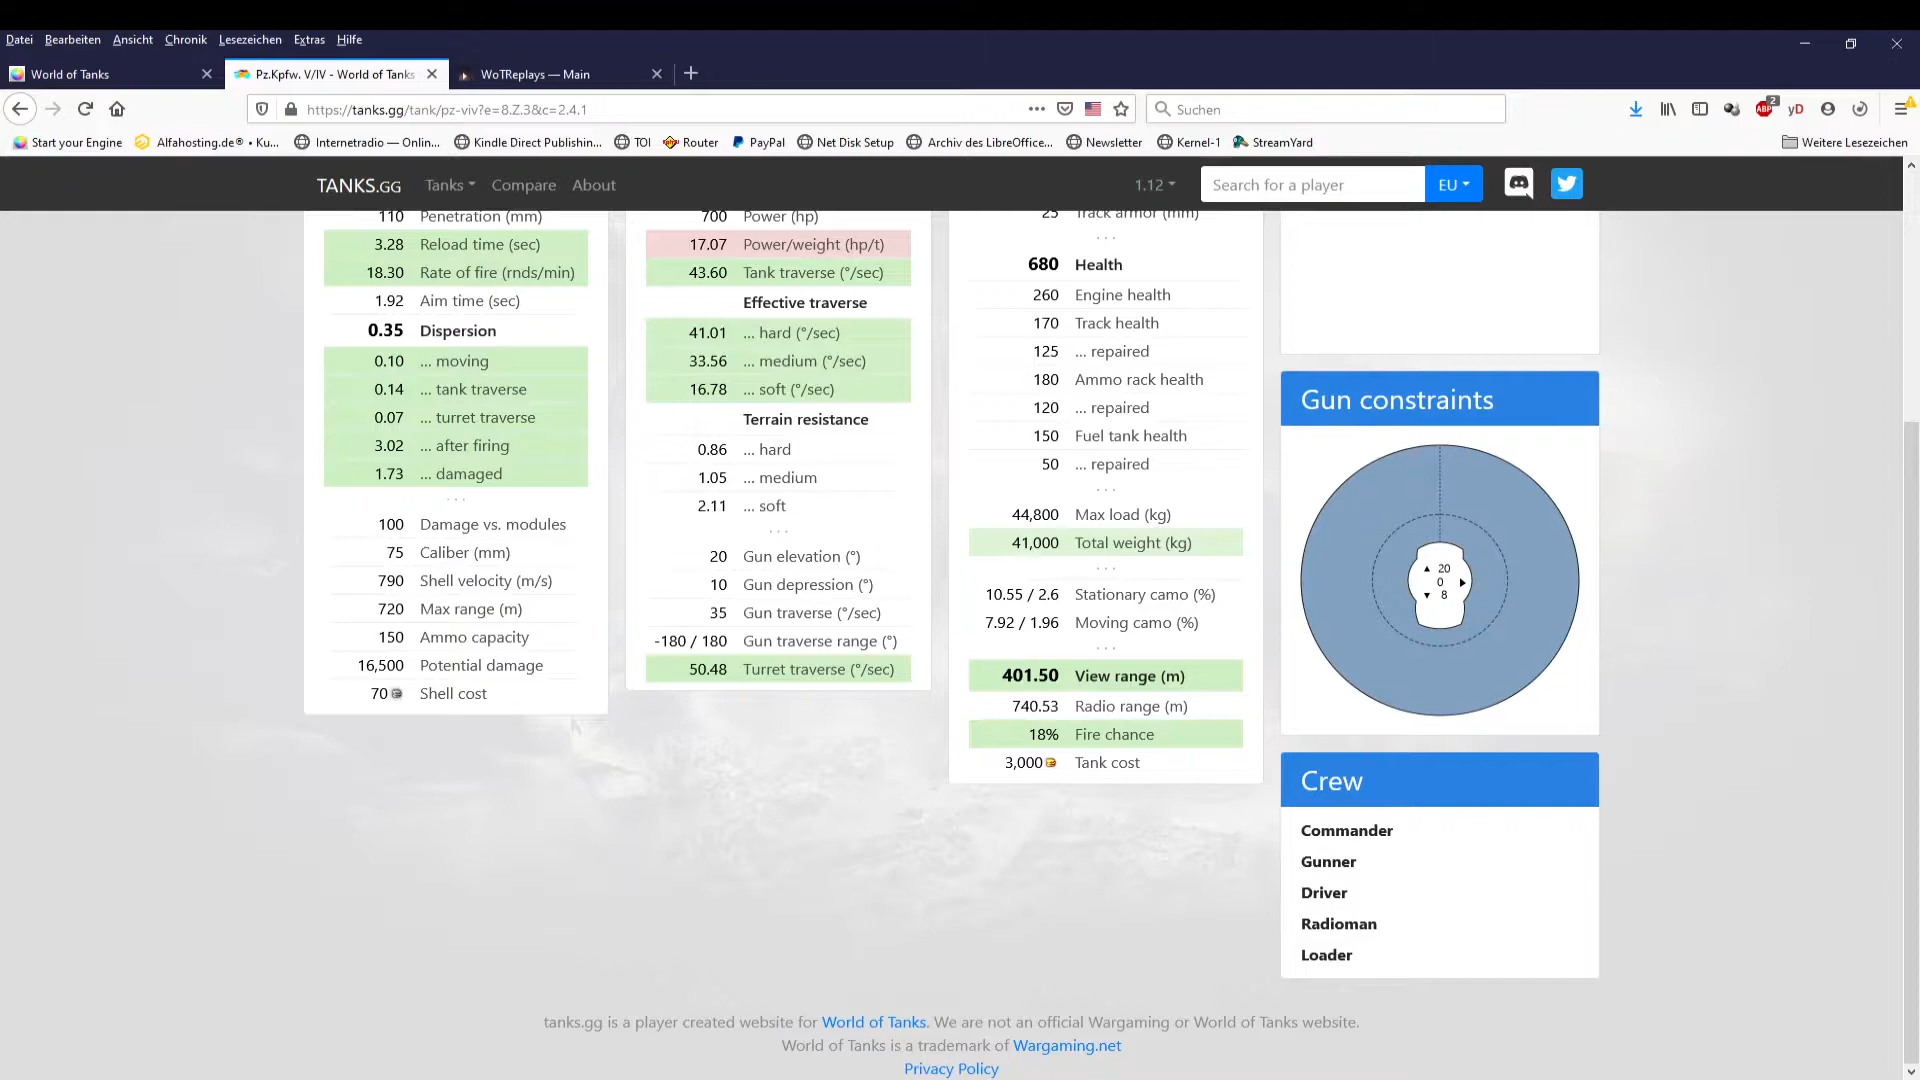 Datei Bearbeiten Ansicht Chronik Lesezeichen Extras Hilfe
World of Tanks
Pz.Kpfw. V/IV - World of Tanks
WoTReplays — Main
https://tanks.gg/tank/pz-viv?e=8.Z.3&c=2.4.1
Suchen
ABP 2
yD
Start your Engine
Alfahosting.de® • Ku...
Internetradio — Onlin...
Kindle Direct Publishin...
TOI
Router
PayPal
Net Disk Setup
Archiv des LibreOffice...
Newsletter
Kernel-1
StreamYard
Weitere Lesezeichen
TANKS.GG
Tanks
Compare
About
1.12
Search for a player
EU
110 Penetration (mm)
3.28 Reload time (sec)
18.30 Rate of fire (rnds/min)
1.92 Aim time (sec)
0.35 Dispersion
0.10 ... moving
0.14 ... tank traverse
0.07 ... turret traverse
3.02 ... after firing
1.73 ... damaged
...
100 Damage vs. modules
75 Caliber (mm)
790 Shell velocity (m/s)
720 Max range (m)
150 Ammo capacity
16,500 Potential damage
70 Shell cost
700 Power (hp)
17.07 Power/weight (hp/t)
43.60 Tank traverse (°/sec)
Effective traverse
41.01 ... hard (°/sec)
33.56 ... medium (°/sec)
16.78 ... soft (°/sec)
Terrain resistance
0.86 ... hard
1.05 ... medium
2.11 ... soft
...
20 Gun elevation (°)
10 Gun depression (°)
35 Gun traverse (°/sec)
-180 / 180 Gun traverse range (°)
50.48 Turret traverse (°/sec)
25 Track armor (mm)
...
680 Health
260 Engine health
170 Track health
125 ... repaired
180 Ammo rack health
120 ... repaired
150 Fuel tank health
50 ... repaired
...
44,800 Max load (kg)
41,000 Total weight (kg)
...
10.55 / 2.6 Stationary camo (%)
7.92 / 1.96 Moving camo (%)
...
401.50 View range (m)
740.53 Radio range (m)
18% Fire chance
3,000 Tank cost
Gun constraints
▲ 20
0 ▶
▼ 8
Crew
Commander
Gunner
Driver
Radioman
Loader
tanks.gg is a player created website for World of Tanks. We are not an official Wargaming or World of Tanks website.
World of Tanks is a trademark of Wargaming.net
Privacy Policy